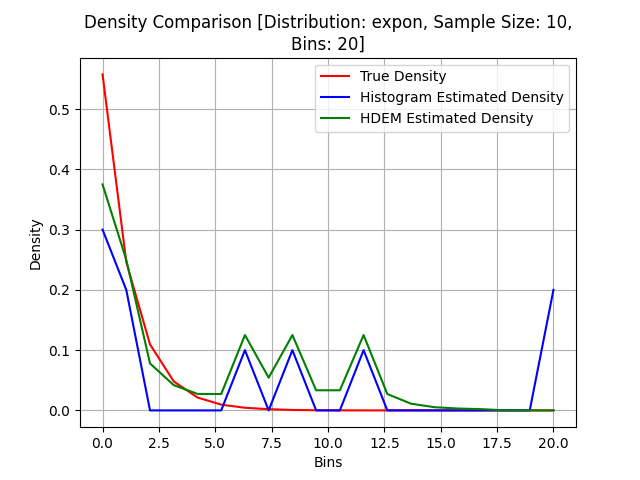 Density Comparison [Distribution: expon, Sample Size: 10,
Bins: 20]
True Density
Histogram Estimated Density
HDEM Estimated Density
Density
0.5
0.4
0.3
0.2
0.1
0.0
0.0 2.5 5.0 7.5 10.0 12.5 15.0 17.5 20.0
Bins